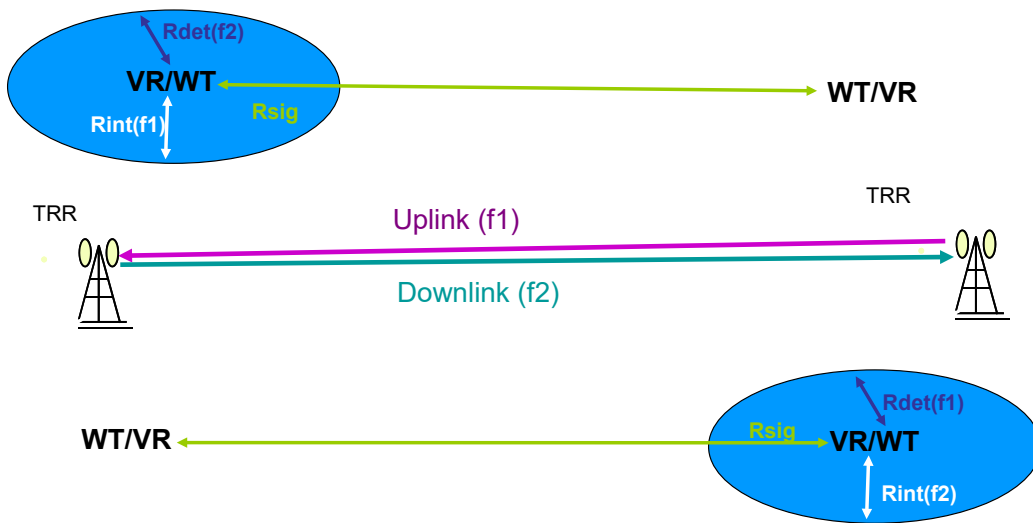 Rdet(f2)
VR/WT
Rsig
WT/VR
Rint(f1)
TRR
TRR
Uplink (f1)
Downlink (f2)
Rdet(f1)
WT/VR
Rsig
VR/WT
Rint(f2)